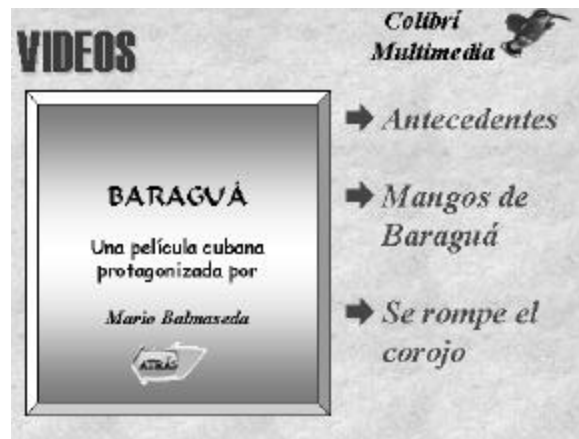 VIDEOS
Colibrí
Multimedia
BARAGUÁ
Una película cubana
protagonizada por
Mario Balmaseda
ATRÁS
Antecedentes
Mangos de
Baraguá
Se rompe el
corojo